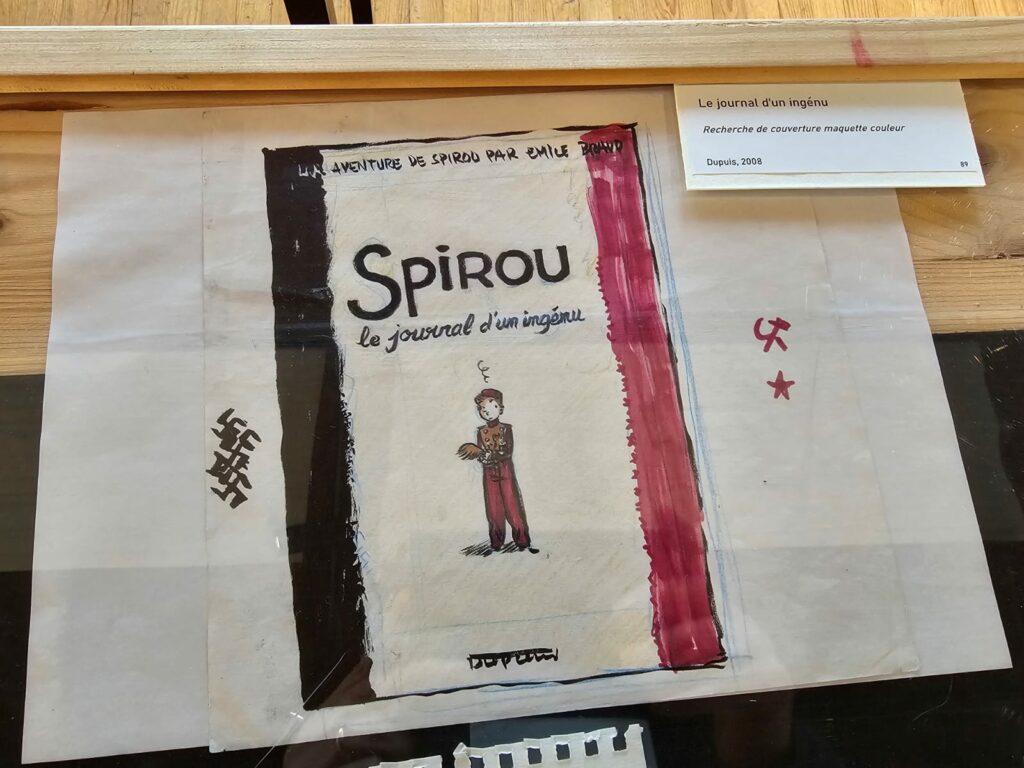 Le journal d'un ingénu
Recherche de couverture maquette couleur
Dupuis, 2008
89
UN AVENTURE DE SPIROU PAR EMILE BRAVO
SPIROU
le journal d'un ingénu
Dupuis